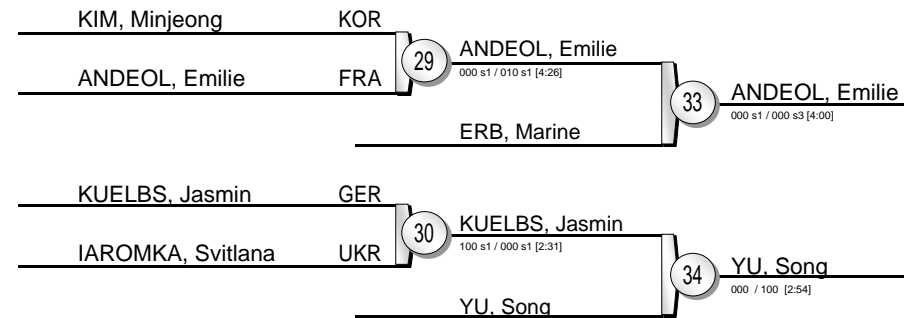 KIM, Minjeong KOR
ANDEOL, Emilie FRA
29
ANDEOL, Emilie
000 s1 / 010 s1 [4:26]
ERB, Marine
33
ANDEOL, Emilie
000 s1 / 000 s3 [4:00]
KUELBS, Jasmin GER
IAROMKA, Svitlana UKR
30
KUELBS, Jasmin
100 s1 / 000 s1 [2:31]
YU, Song
34
YU, Song
000 / 100 [2:54]